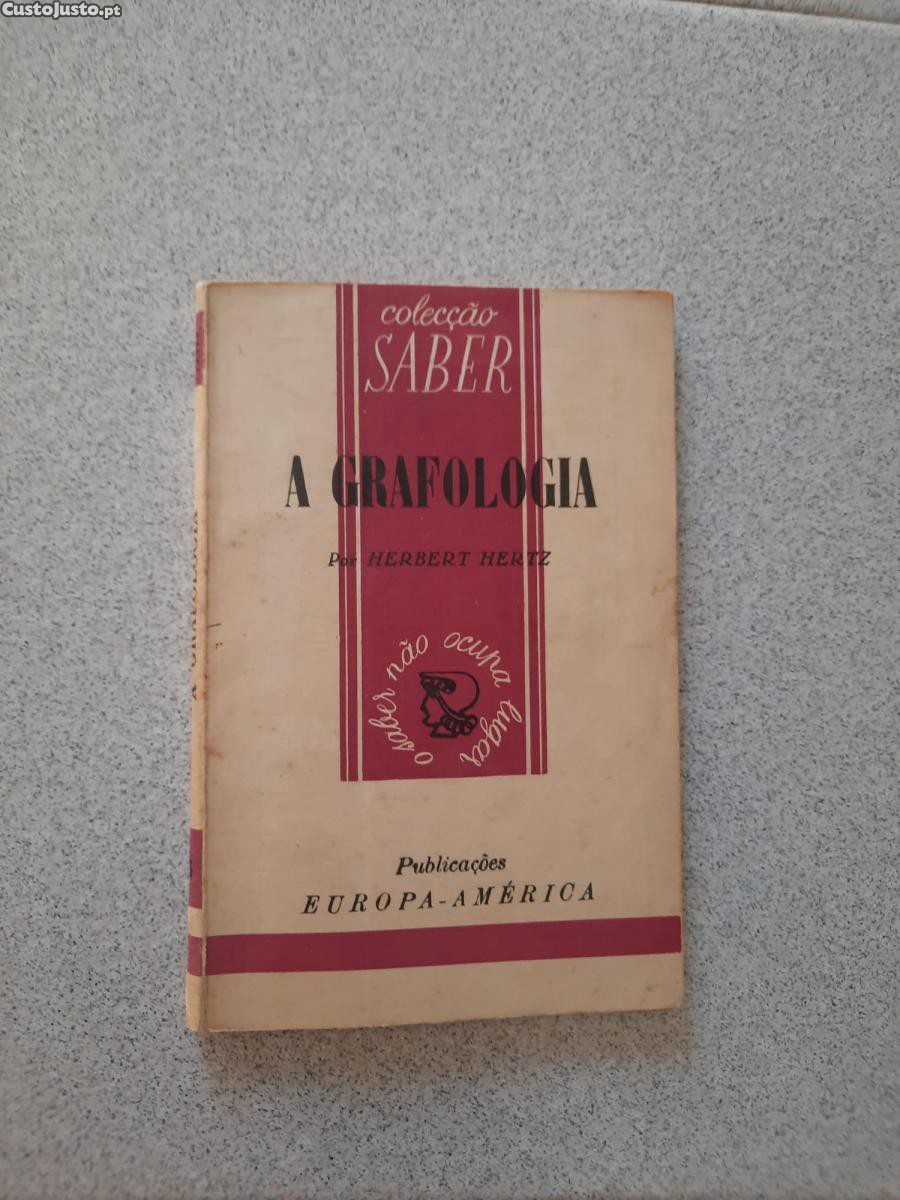 CustoJusto.pt
colecção
SABER
A GRAFOLOGIA
Por HERBERT HERTZ
o saber não ocupa lugar
Publicações
EUROPA-AMÉRICA